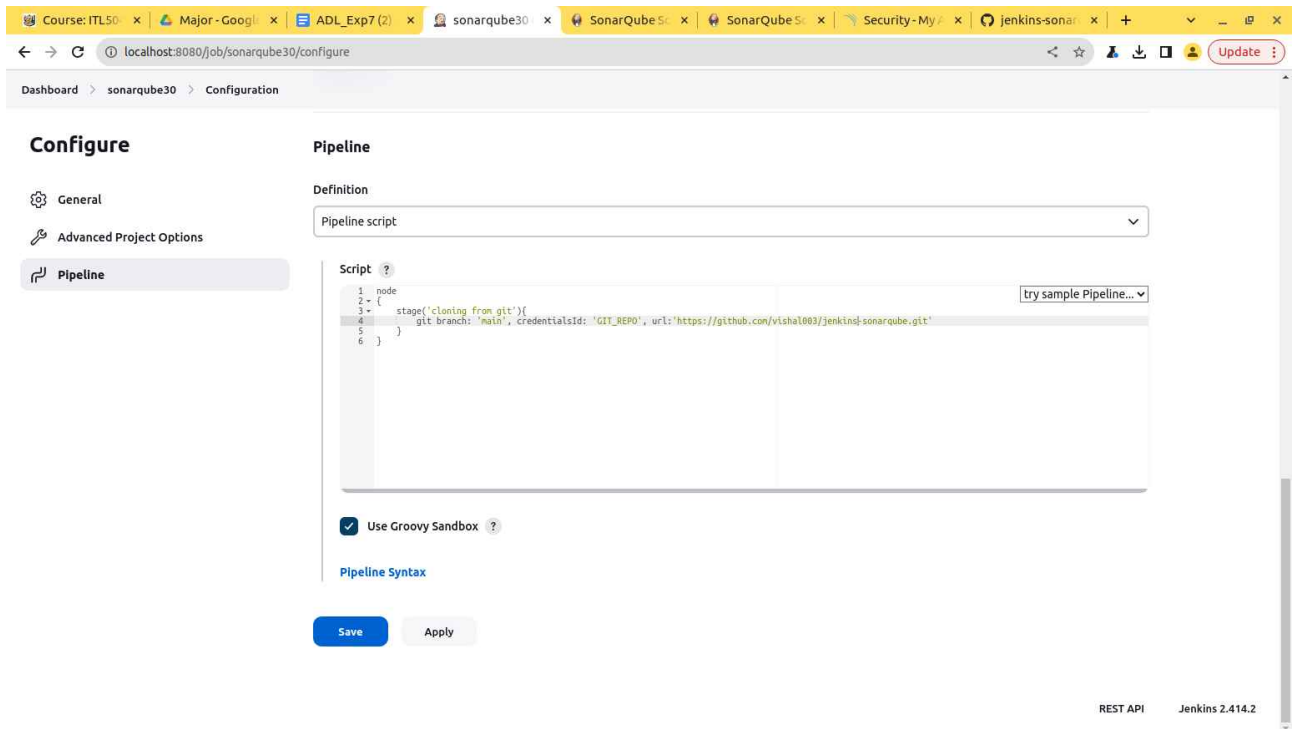 Course: ITL50 Major - Googl ADL_Exp7 (2) sonarqube30 SonarQube Sc SonarQube Sc Security - My A jenkins-sonar
localhost:8080/job/sonarqube30/configure Update
Dashboard > sonarqube30 > Configuration
Configure
General
Advanced Project Options
Pipeline
Pipeline
Definition
Pipeline script
Script ?
try sample Pipeline...
1 node
2 {
3 stage('cloning from git'){
4 git branch: 'main', credentialsId: 'GIT_REPO', url:'https://github.com/vishal003/jenkins-sonarqube.git'
5 }
6 }
Use Groovy Sandbox ?
Pipeline Syntax
Save Apply
REST API Jenkins 2.414.2